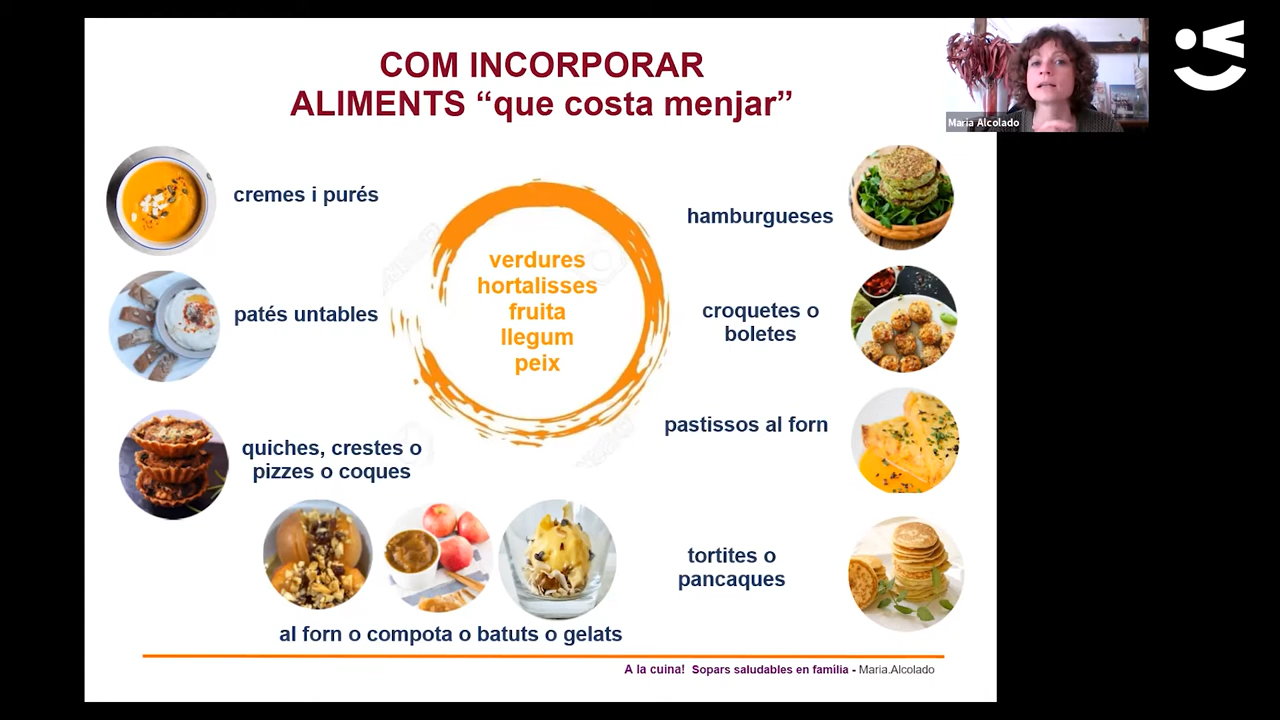 COM INCORPORAR
ALIMENTS “que costa menjar”
Maria Alcolado
cremes i purés
patés untables
quiches, crestes o
pizzes o coques
verdures
hortalisses
fruita
llegum
peix
hamburgueses
croquetes o
boletes
pastissos al forn
tortites o
pancaques
al forn o compota o batuts o gelats
A la cuina! Sopars saludables en familia - Maria.Alcolado